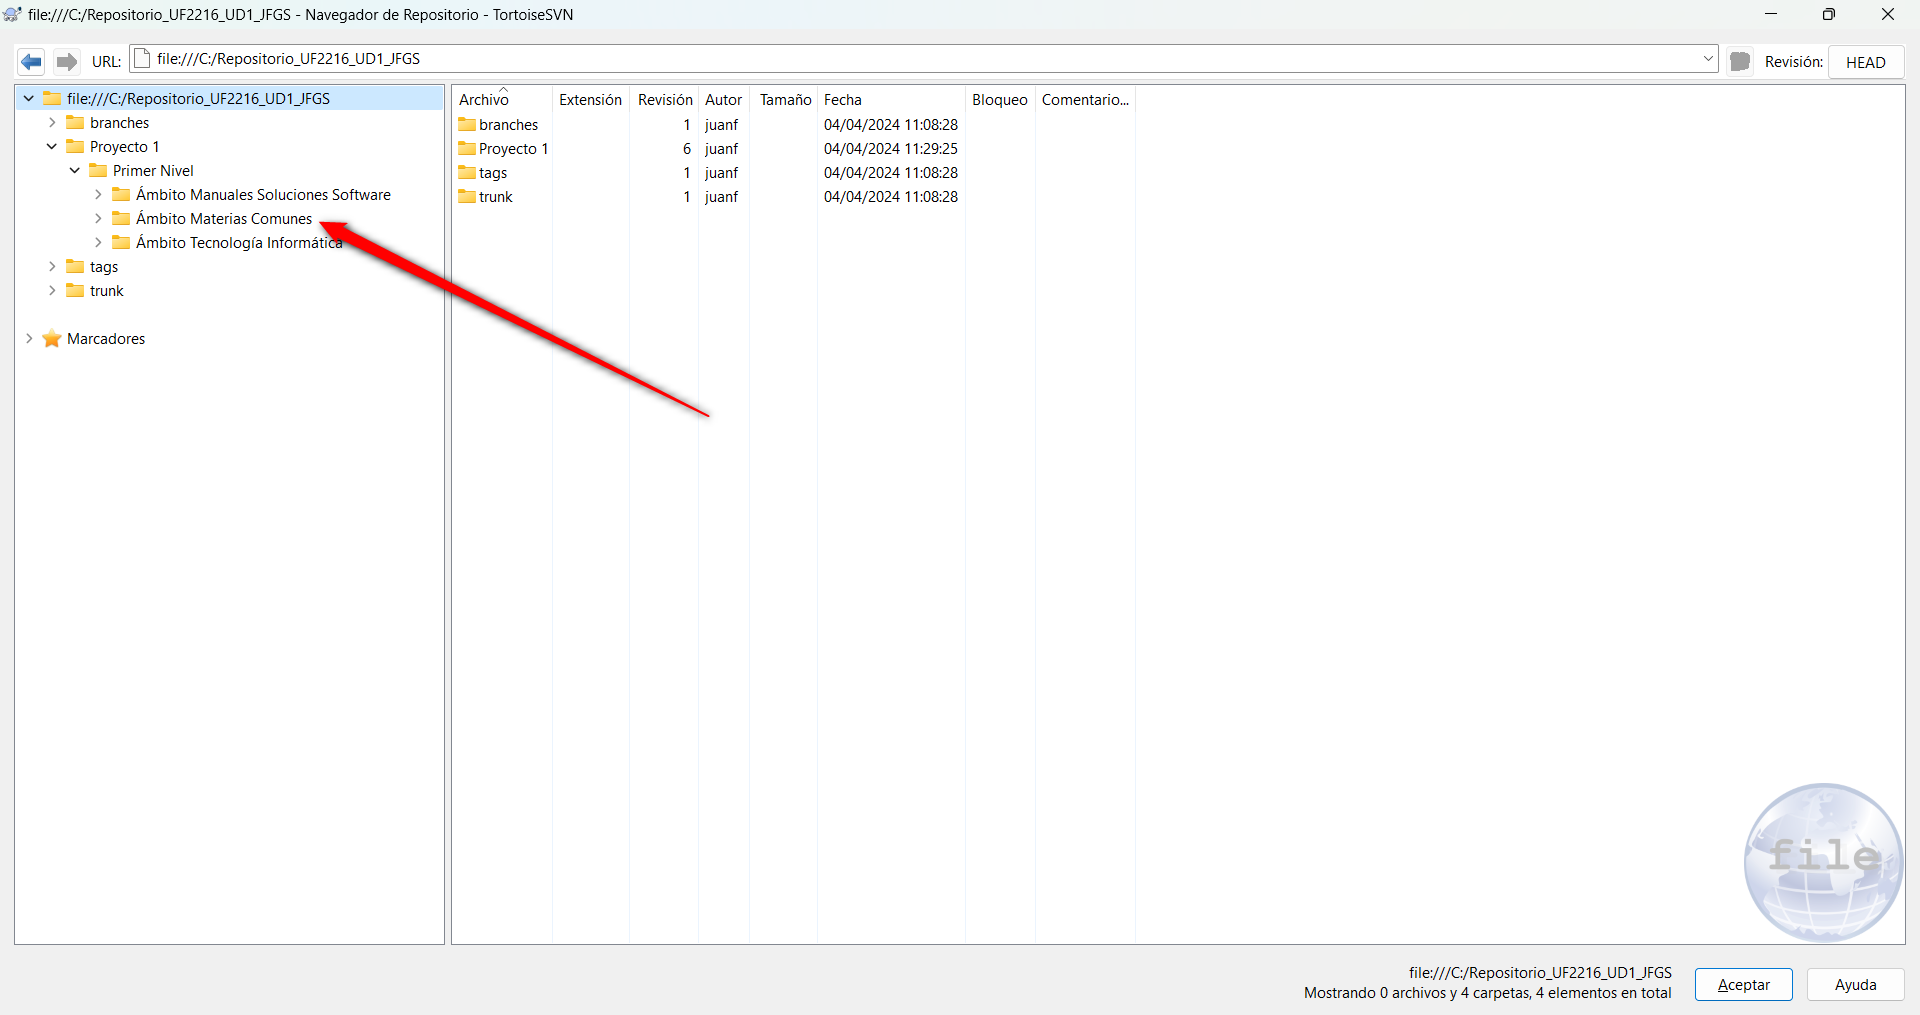 file:///C:/Repositorio_UF2216_UD1_JFGS - Navegador de Repositorio - TortoiseSVN
URL: file:///C:/Repositorio_UF2216_UD1_JFGS Revisión: HEAD
file:///C:/Repositorio_UF2216_UD1_JFGS
branches
Proyecto 1
Primer Nivel
Ámbito Manuales Soluciones Software
Ámbito Materias Comunes
Ámbito Tecnología Informática
tags
trunk
Marcadores
Archivo Extensión Revisión Autor Tamaño Fecha Bloqueo Comentario...
branches 1 juanf 04/04/2024 11:08:28
Proyecto 1 6 juanf 04/04/2024 11:29:25
tags 1 juanf 04/04/2024 11:08:28
trunk 1 juanf 04/04/2024 11:08:28
file
file:///C:/Repositorio_UF2216_UD1_JFGS
Mostrando 0 archivos y 4 carpetas, 4 elementos en total
Aceptar Ayuda